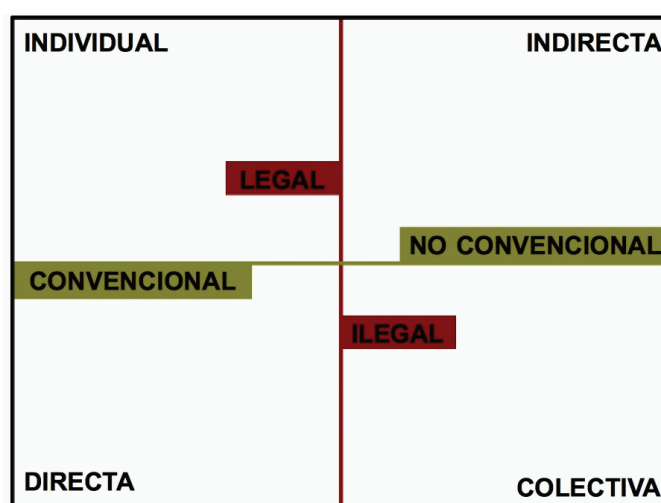 INDIVIDUAL
INDIRECTA
LEGAL
NO CONVENCIONAL
CONVENCIONAL
ILEGAL
DIRECTA
COLECTIVA